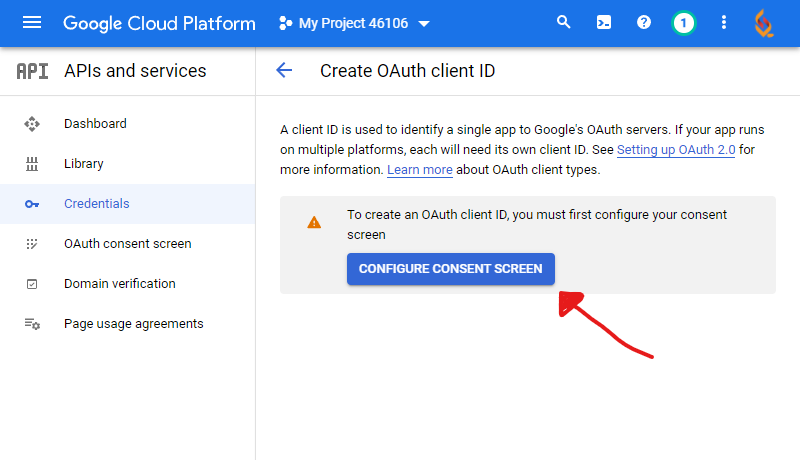 Google Cloud Platform
My Project 46106
1
API
APIs and services
Create OAuth client ID
Dashboard
Library
Credentials
OAuth consent screen
Domain verification
Page usage agreements
A client ID is used to identify a single app to Google's OAuth servers. If your app runs
on multiple platforms, each will need its own client ID. See Setting up OAuth 2.0 for
more information. Learn more about OAuth client types.
To create an OAuth client ID, you must first configure your consent
screen
CONFIGURE CONSENT SCREEN